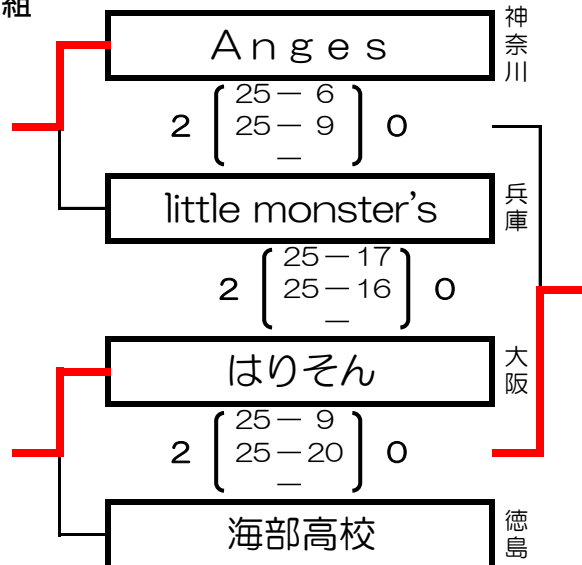 組
Ａｎｇｅｓ
神奈川
2
25－ 6
25－ 9
－
0
little monster's
兵庫
2
25－17
25－16
－
0
はりそん
大阪
2
25－ 9
25－20
－
0
海部高校
徳島